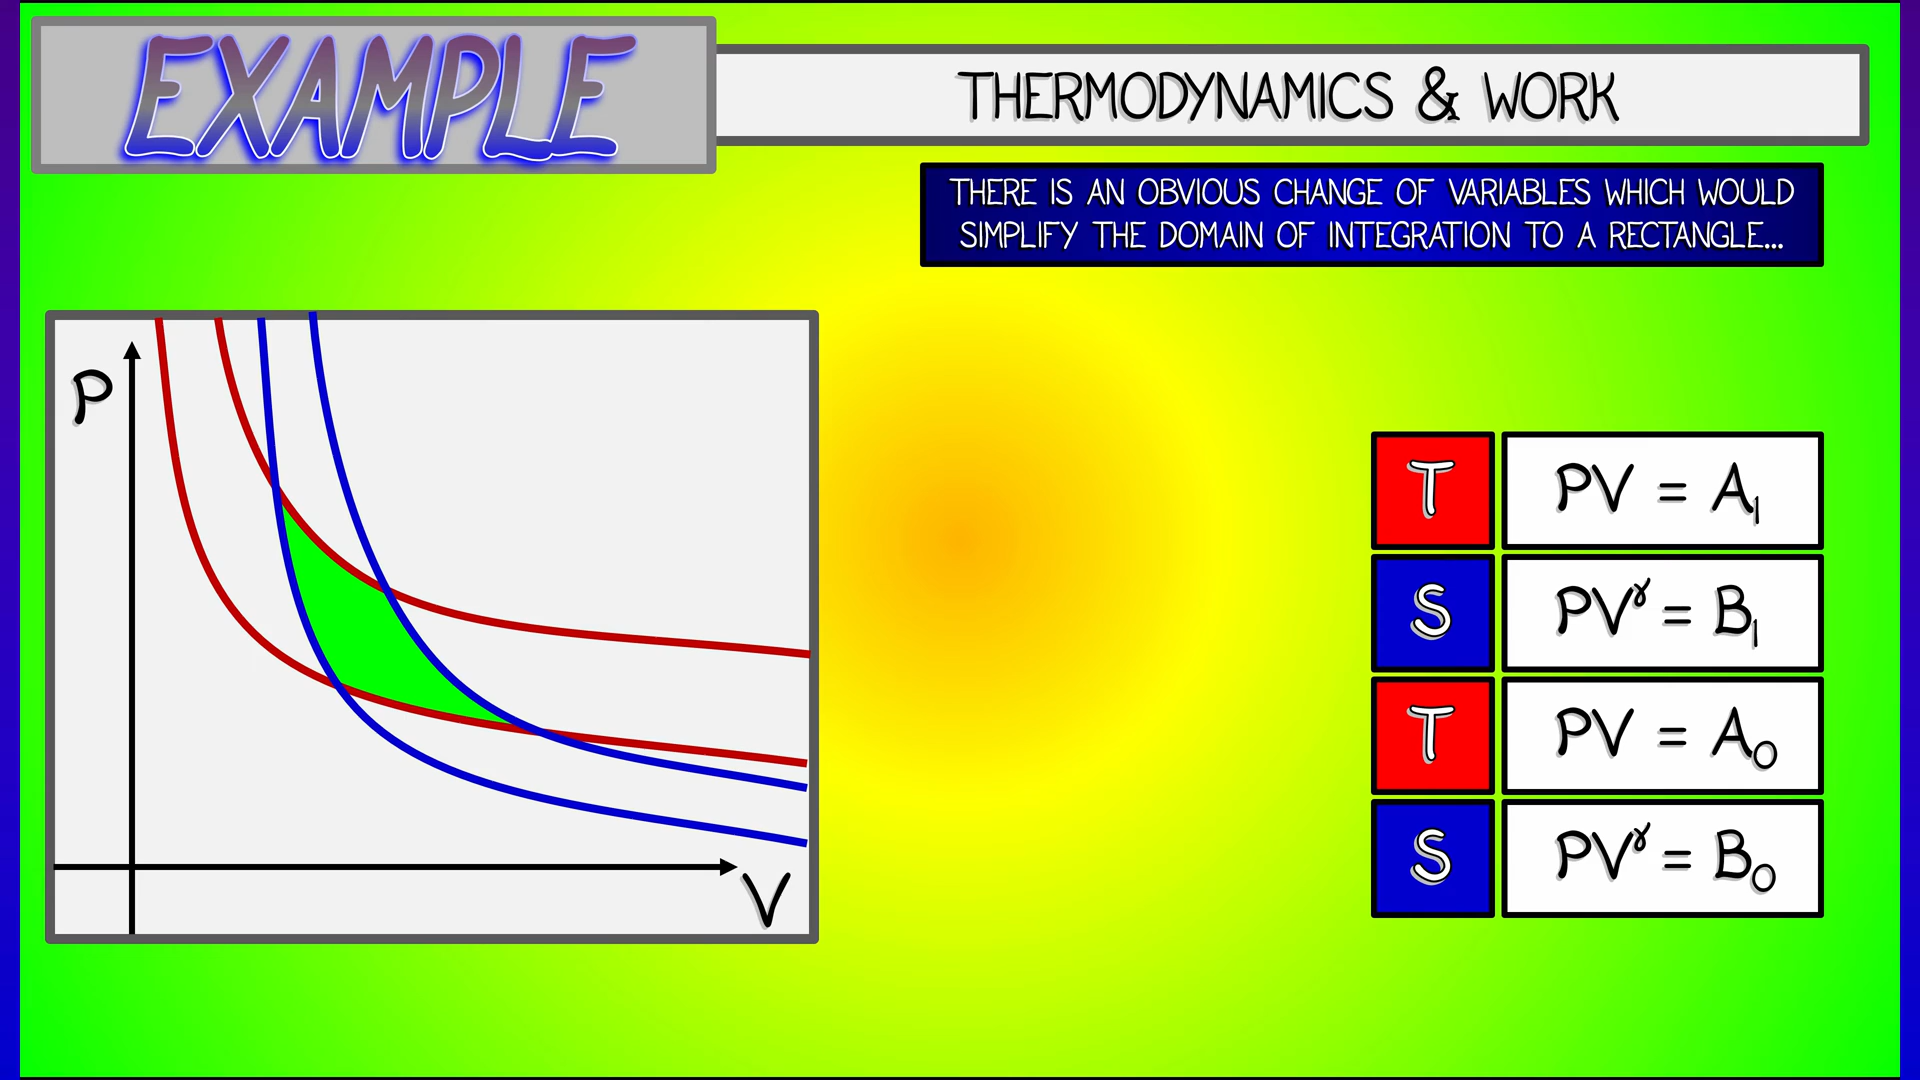 EXAMPLE
THERMODYNAMICS & WORK
THERE IS AN OBVIOUS CHANGE OF VARIABLES WHICH WOULD
SIMPLIFY THE DOMAIN OF INTEGRATION TO A RECTANGLE...
P
V
T PV = A₁
S PVᵞ = B₁
T PV = A₀
S PVᵞ = B₀